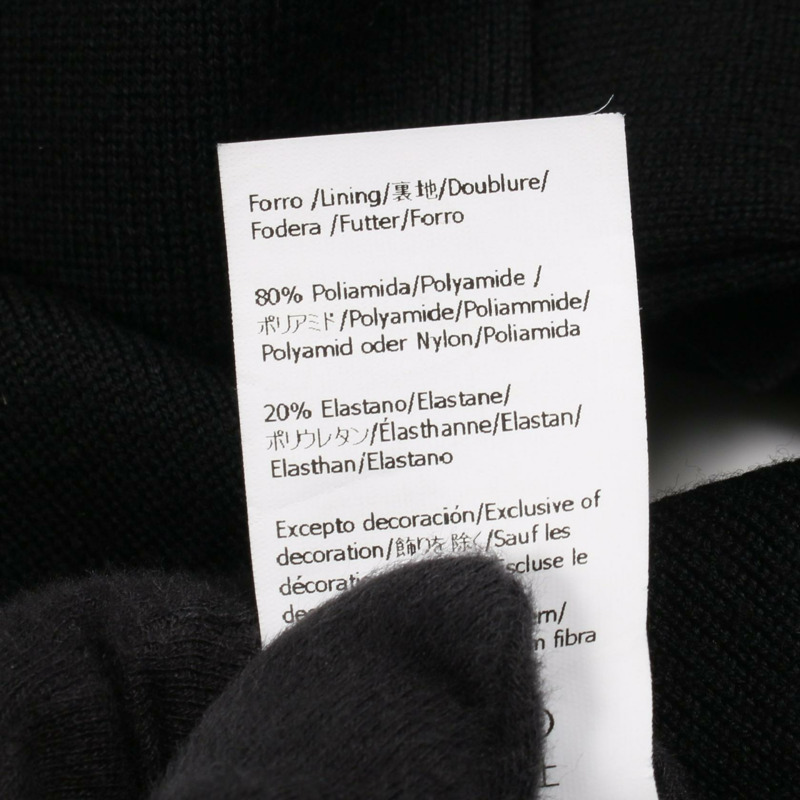 Forro /Lining/裏地/Doublure/
Fodera /Futter/Forro
80% Poliamida/Polyamide /
ポリアミド/Polyamide/Poliammide/
Polyamid oder Nylon/Poliamida
20% Elastano/Elastane/
ポリウレタン/Élasthanne/Elastan/
Elasthan/Elastano
Excepto decoración/Exclusive of
decoration/飾りを除く/Sauf les
fibra